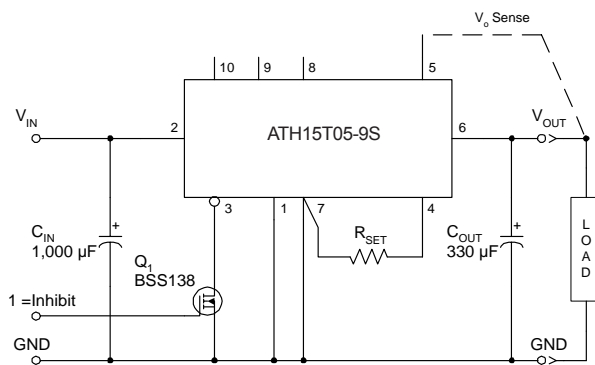 Vo Sense
10 9 8 5
VIN
2
ATH15T05-9S
6
VOUT
3 1 7 4
+
CIN
1,000 µF
RSET
+
COUT
330 µF
LOAD
Q1
BSS138
1 =Inhibit
GND
GND